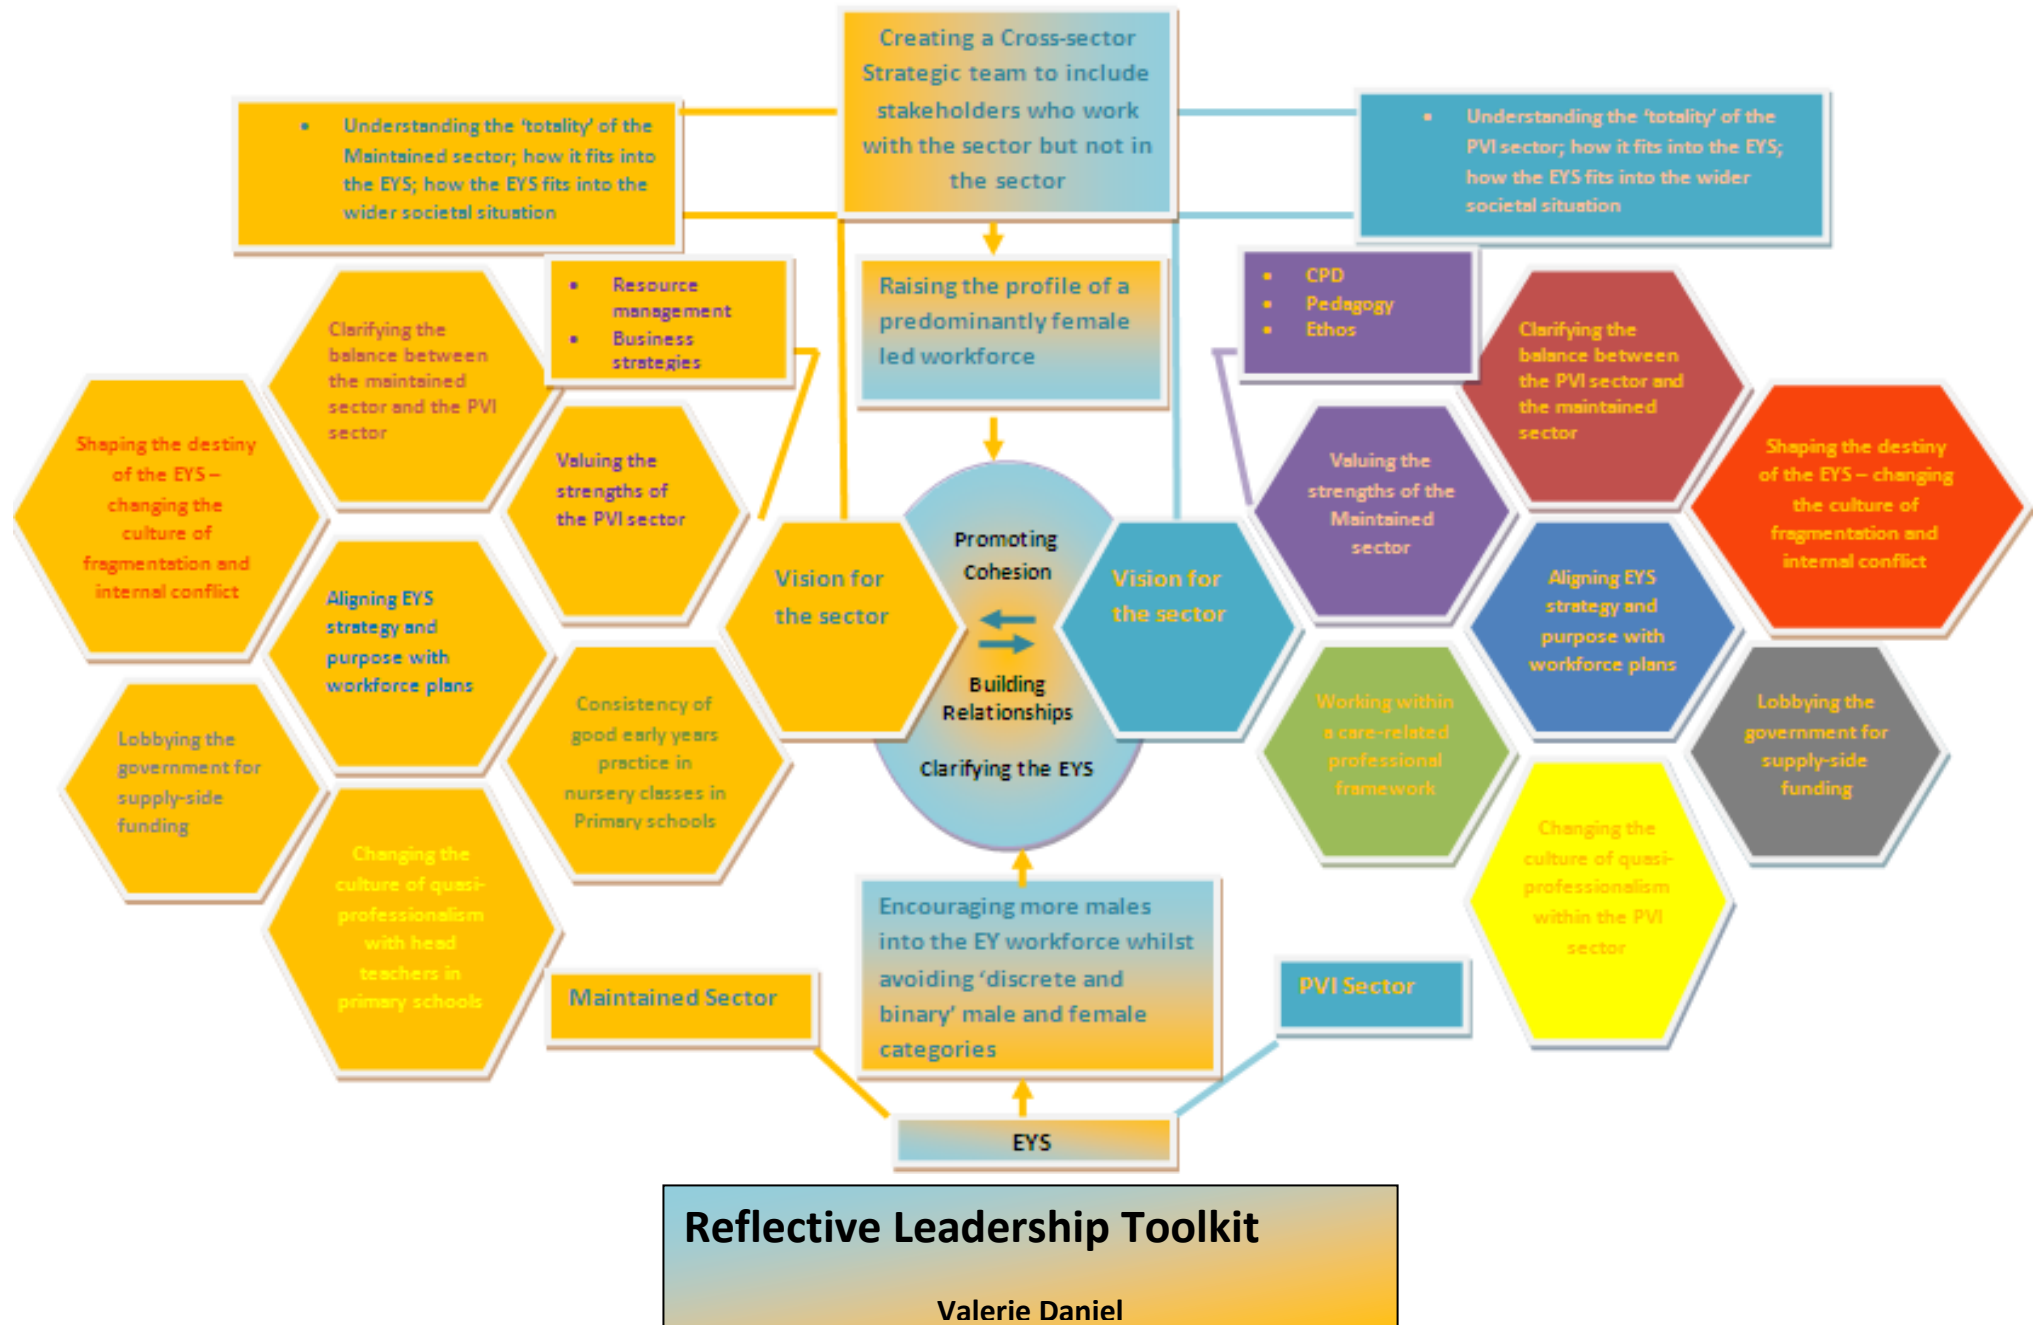 Creating a Cross-sector
Strategic team to include
stakeholders who work
with the sector but not in
the sector
• Understanding the ‘totality’ of the
Maintained sector; how it fits into
the EYS; how the EYS fits into the
wider societal situation
• Understanding the ‘totality’ of the
PVI sector; how it fits into the EYS;
how the EYS fits into the wider
societal situation
• Resource
management
• Business
strategies
Raising the profile of a
predominantly female
led workforce
• CPD
• Pedagogy
• Ethos
Clarifying the
balance between
the maintained
sector and the PVI
sector
Shaping the destiny
of the EYS –
changing the
culture of
fragmentation and
internal conflict
Valuing the
strengths of
the PVI sector
Aligning EYS
strategy and
purpose with
workforce plans
Lobbying the
government for
supply-side
funding
Consistency of
good early years
practice in
nursery classes in
Primary schools
Changing the
culture of quasi-
professionalism
with head
teachers in
primary schools
Vision for
the sector
Promoting
Cohesion
Building
Relationships
Clarifying the EYS
Vision for
the sector
Clarifying the
balance between
the PVI sector and
the maintained
sector
Valuing the
strengths of the
Maintained
sector
Shaping the destiny
of the EYS – changing
the culture of
fragmentation and
internal conflict
Aligning EYS
strategy and
purpose with
workforce plans
Working within
a care-related
professional
framework
Lobbying the
government for
supply-side
funding
Changing the
culture of quasi-
professionalism
within the PVI
sector
Encouraging more males
into the EY workforce whilst
avoiding ‘discrete and
binary’ male and female
categories
Maintained Sector
PVI Sector
EYS
Reflective Leadership Toolkit
Valerie Daniel